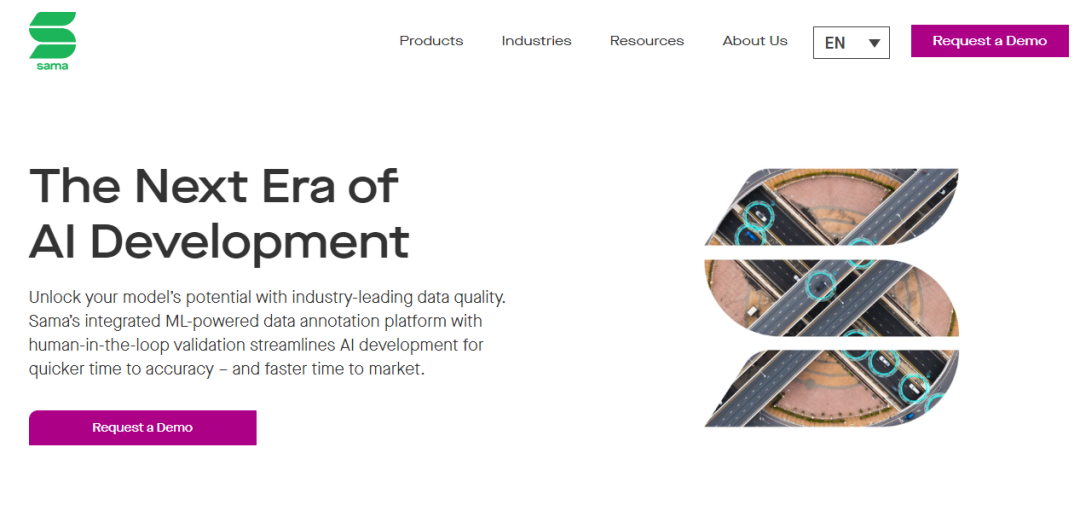 sama
Products
Industries
Resources
About Us
EN
Request a Demo
The Next Era of
AI Development
Unlock your model’s potential with industry-leading data quality.
Sama’s integrated ML-powered data annotation platform with
human-in-the-loop validation streamlines AI development for
quicker time to accuracy – and faster time to market.
Request a Demo